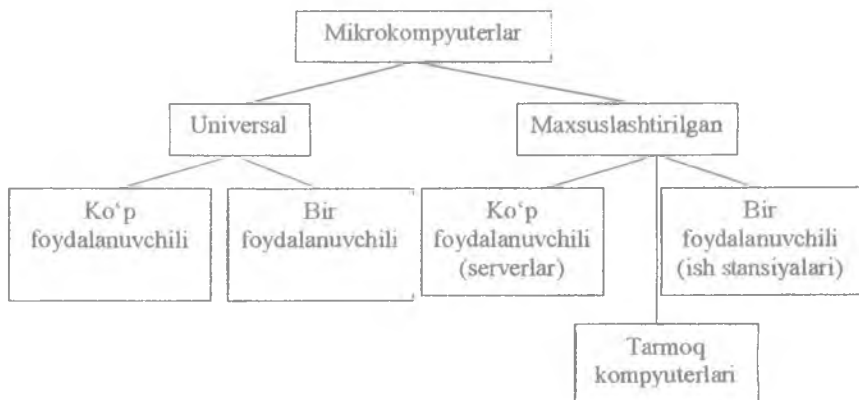 Mikrokompyuterlar
Universal
Maxsuslashtirilgan
Ko‘p
foydalanuvchili
Bir
foydalanuvchili
Ko‘p
foydalanuvchili
(serverlar)
Bir
foydalanuvchili
(ish stansiyalari)
Tarmoq
kompyuterlari